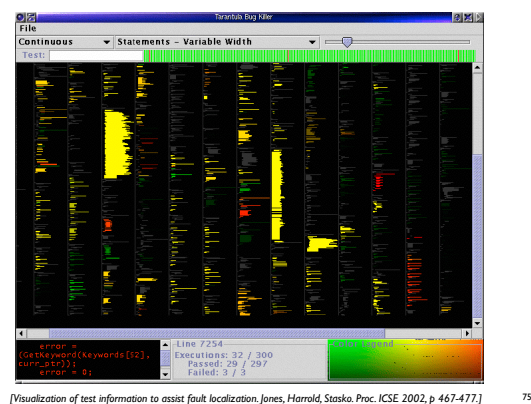 Tarantula Bug Killer
File
Continuous
Statements - Variable Width
Test:
error =
(GetKeyword(Keywords[52],
curr_ptr));
error = 0;
Line 7254
Executions: 32 / 300
Passed: 29 / 297
Failed: 3 / 3
Color Legend
[Visualization of test information to assist fault localization. Jones, Harrold, Stasko. Proc. ICSE 2002, p 467-477.]
75